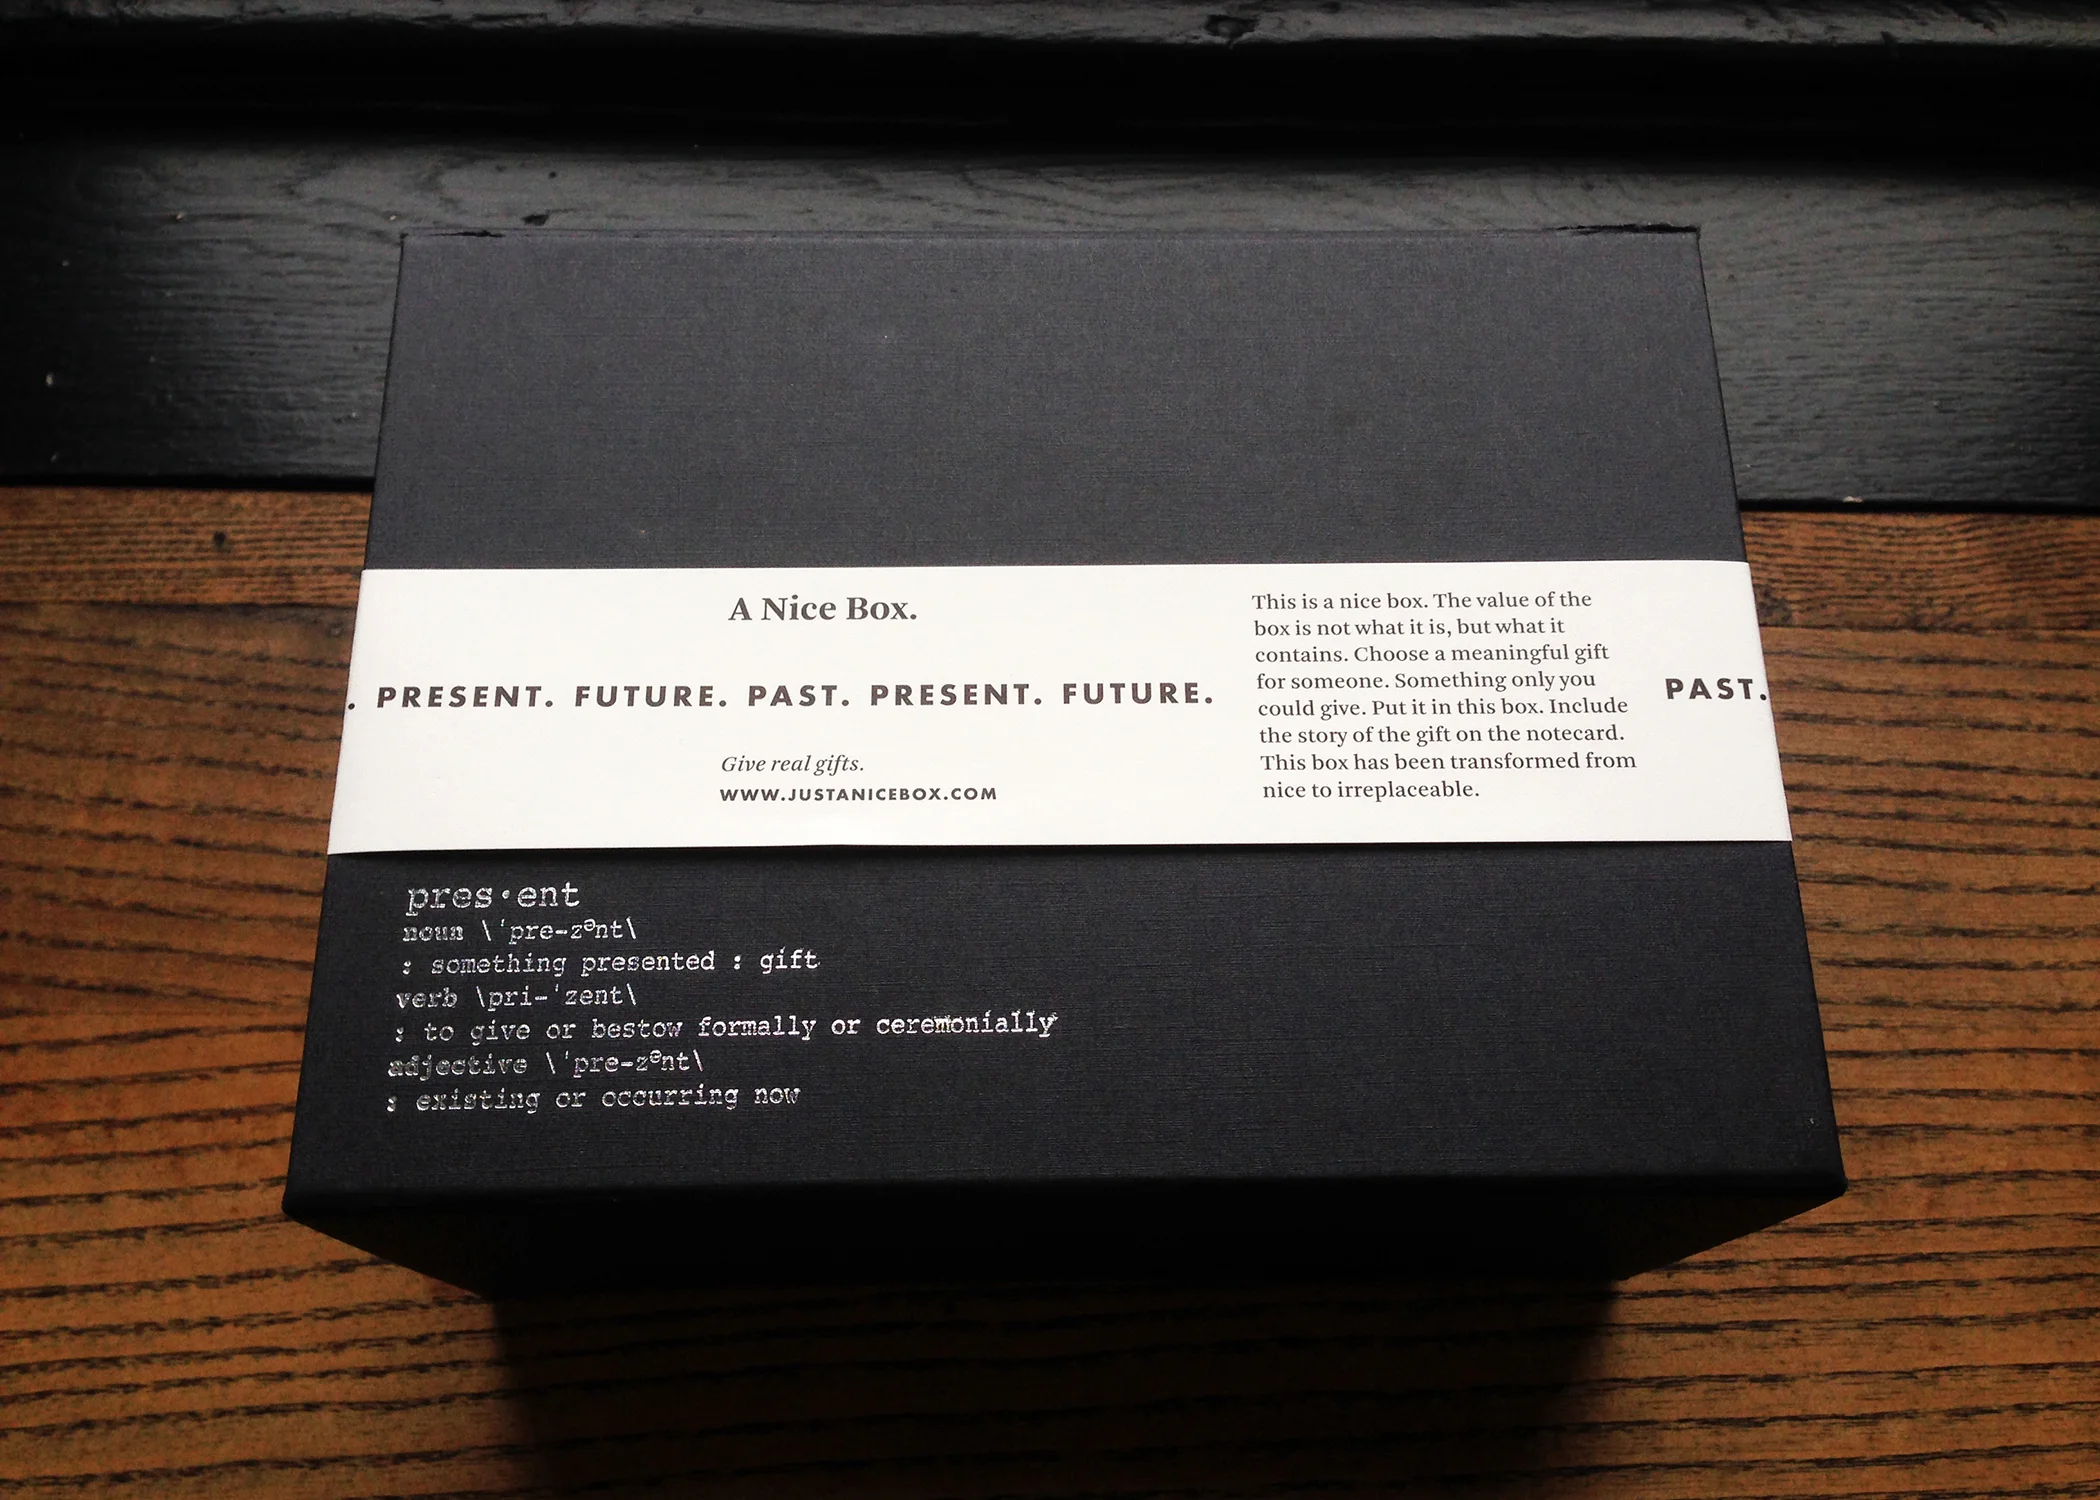 A Nice Box.
. PRESENT. FUTURE. PAST. PRESENT. FUTURE.
Give real gifts.
WWW.JUSTANICEBOX.COM
This is a nice box. The value of the
box is not what it is, but what it
contains. Choose a meaningful gift
for someone. Something only you
could give. Put it in this box. Include
the story of the gift on the notecard.
This box has been transformed from
nice to irreplaceable.
PAST.
pres·ent
noun \ˈpre-zᵊnt\
: something presented : gift
verb \pri-ˈzent\
: to give or bestow formally or ceremonially
adjective \ˈpre-zᵊnt\
: existing or occurring now